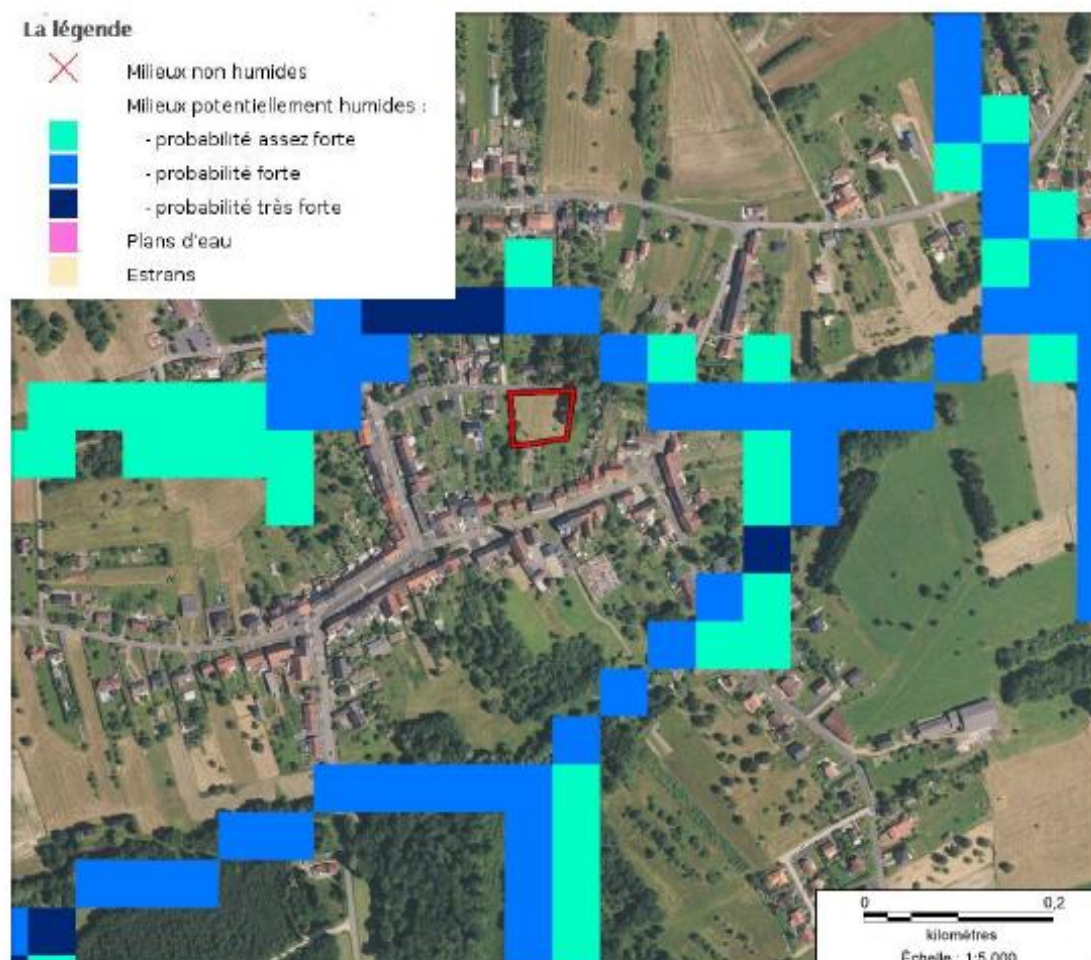 La légende
Milieux non humides
Milieux potentiellement humides :
- probabilité assez forte
- probabilité forte
- probabilité très forte
Plans d'eau
Estrans
0 0,2
kilomètres
Échelle : 1:5 000